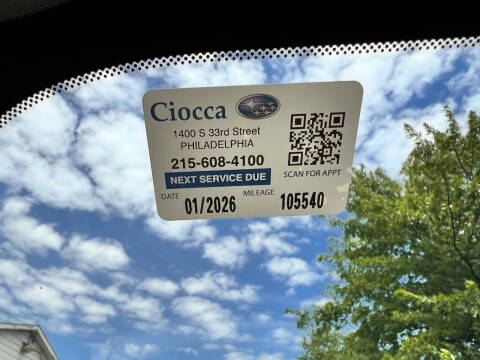 Ciocca
1400 S 33rd Street
PHILADELPHIA
215-608-4100
NEXT SERVICE DUE
SCAN FOR APPT
DATE 01/2026 MILEAGE 105540